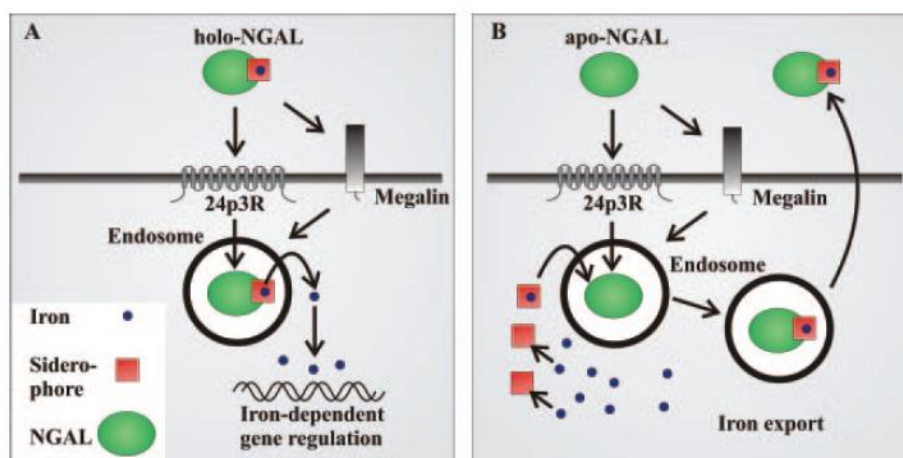 A
holo-NGAL
24p3R
Megalin
Endosome
Iron
Sidero-
phore
NGAL
Iron-dependent
gene regulation
B
apo-NGAL
24p3R
Megalin
Endosome
Iron export